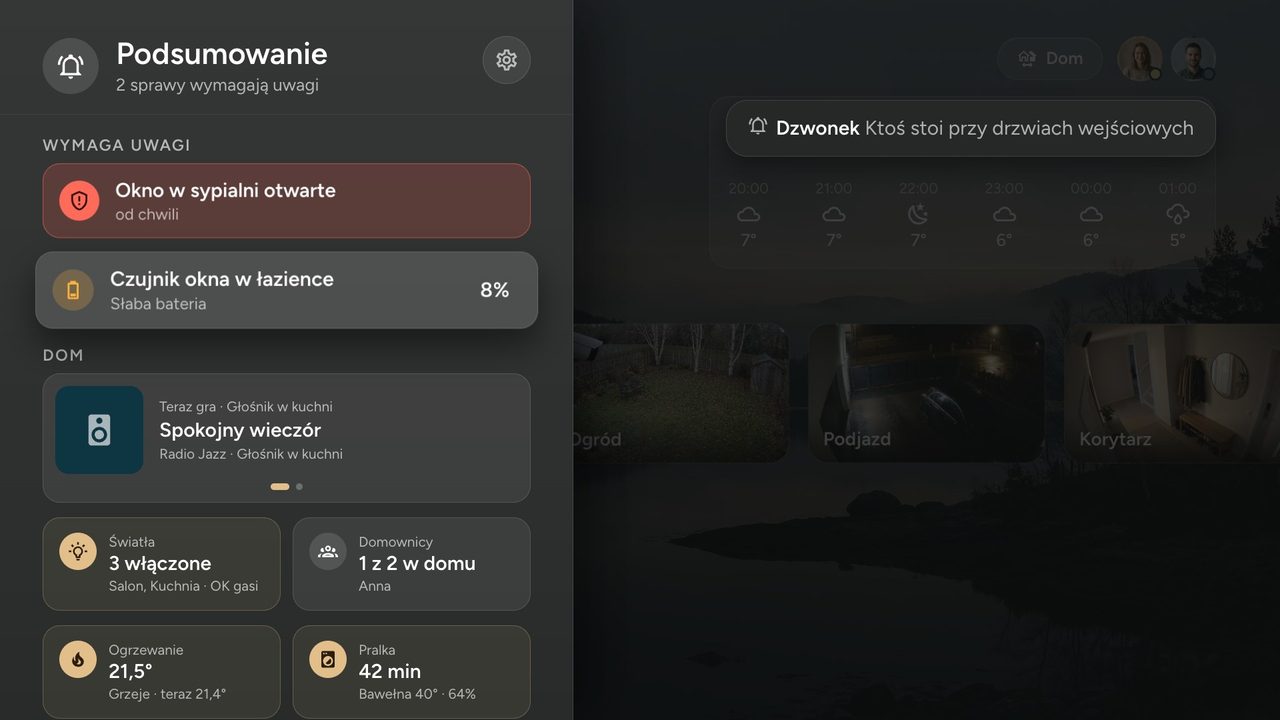 Podsumowanie
2 sprawy wymagają uwagi
WYMAGA UWAGI
Okno w sypialni otwarte
od chwili
Czujnik okna w łazience
Słaba bateria
8%
DOM
Teraz gra · Głośnik w kuchni
Spokojny wieczór
Radio Jazz · Głośnik w kuchni
Światła
3 włączone
Salon, Kuchnia · OK gasi
Domownicy
1 z 2 w domu
Anna
Ogrzewanie
21,5°
Grzeje · teraz 21,4°
Pralka
42 min
Bawełna 40° · 64%
Dom
Dzwonek Ktoś stoi przy drzwiach wejściowych
20:00 21:00 22:00 23:00 00:00 01:00
7° 7° 7° 6° 6° 5°
Ogród
Podjazd
Korytarz